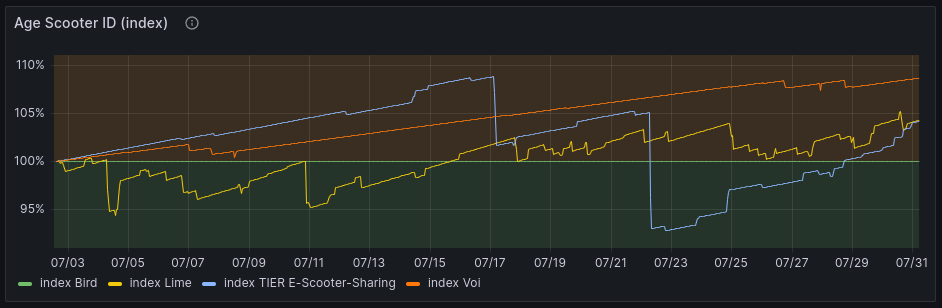 Age Scooter ID (index)
110%
105%
100%
95%
07/03 07/05 07/07 07/09 07/11 07/13 07/15 07/17 07/19 07/21 07/23 07/25 07/27 07/29 07/31
index Bird index Lime index TIER E-Scooter-Sharing index Voi